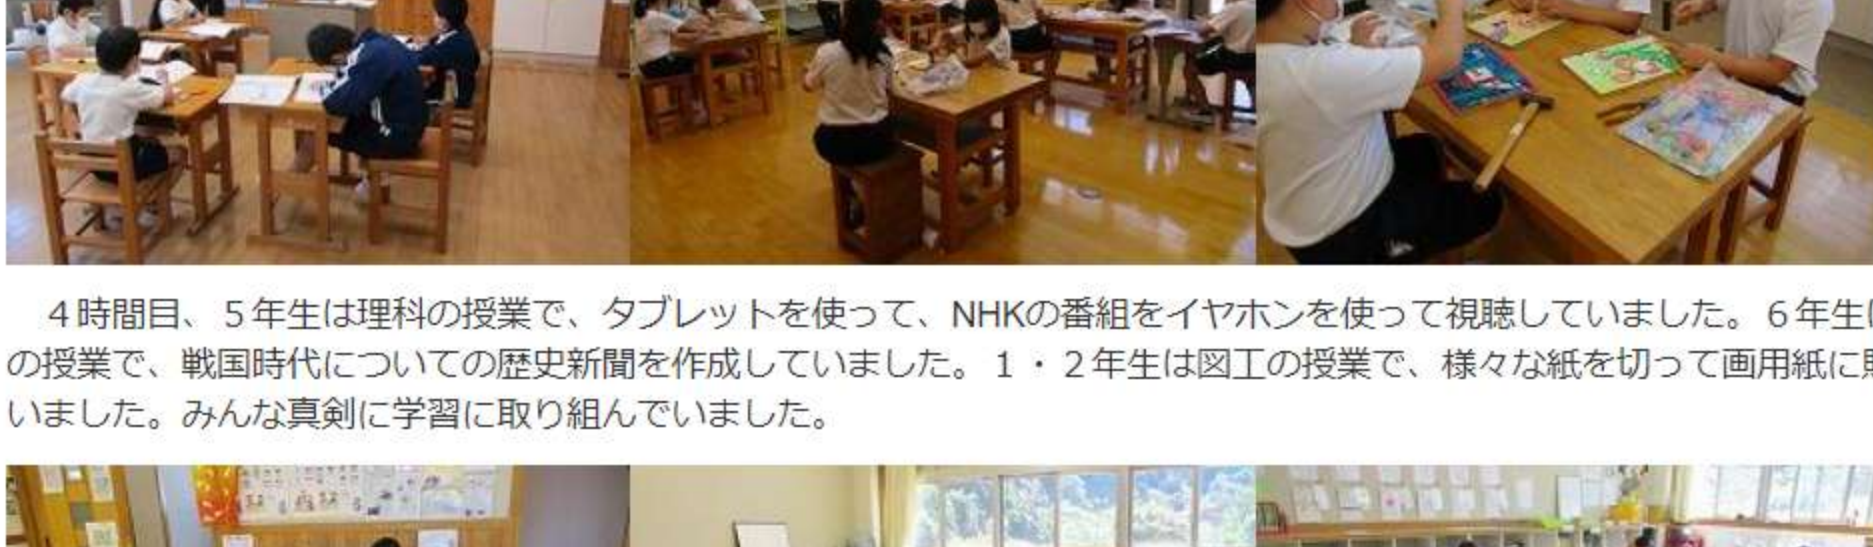 ４時間目、５年生は理科の授業で、タブレットを使って、NHKの番組をイヤホンを使って視聴していました。６年生
の授業で、戦国時代についての歴史新聞を作成していました。１・２年生は図工の授業で、様々な紙を切って画用紙に
いました。みんな真剣に学習に取り組んでいました。